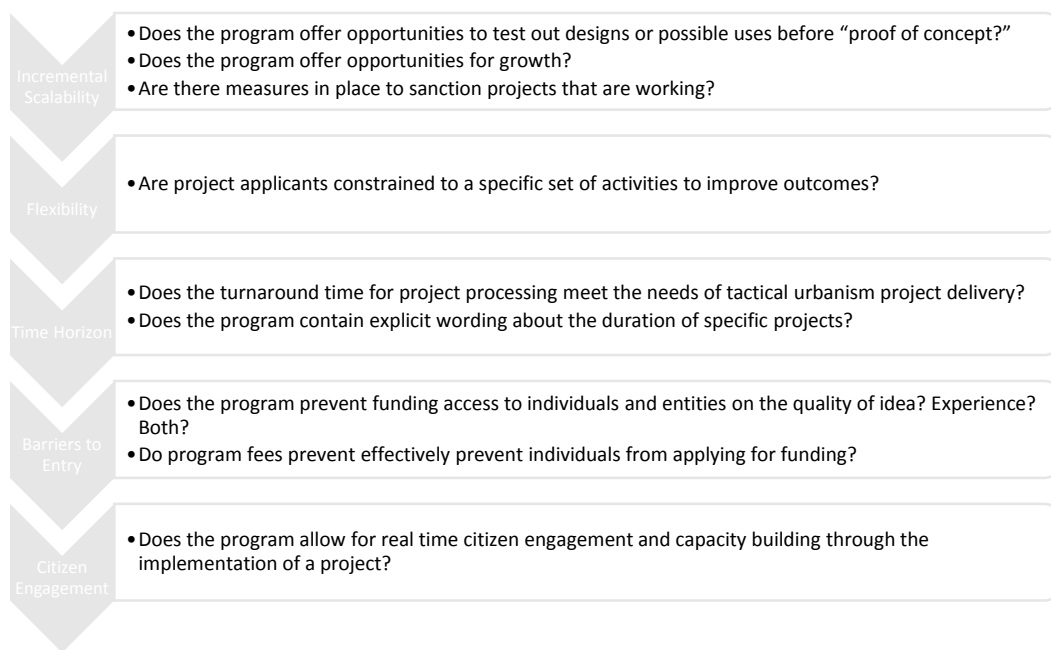 Incremental
Scalability
•Does the program offer opportunities to test out designs or possible uses before “proof of concept?”
•Does the program offer opportunities for growth?
•Are there measures in place to sanction projects that are working?
Flexibility
•Are project applicants constrained to a specific set of activities to improve outcomes?
Time Horizon
•Does the turnaround time for project processing meet the needs of tactical urbanism project delivery?
•Does the program contain explicit wording about the duration of specific projects?
Barriers to
Entry
•Does the program prevent funding access to individuals and entities on the quality of idea? Experience?
Both?
•Do program fees prevent effectively prevent individuals from applying for funding?
Citizen
Engagement
•Does the program allow for real time citizen engagement and capacity building through the
implementation of a project?